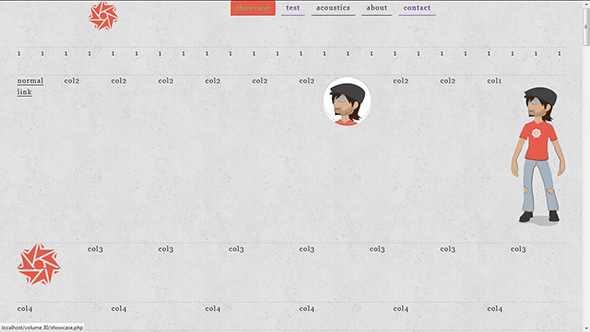 showcase test acoustics about contact
1 1 1 1 1 1 1 1 1 1 1 1 1 1 1 1 1 1 1 1 1 1 1 1
normal col2 col2 col2 col2 col2 col2 col2 col2 col1
link
col3 col3 col3 col3 col3 col3 col3
col4 col4 col4 col4 col4 col4
localhost/volume 30/showcase.php